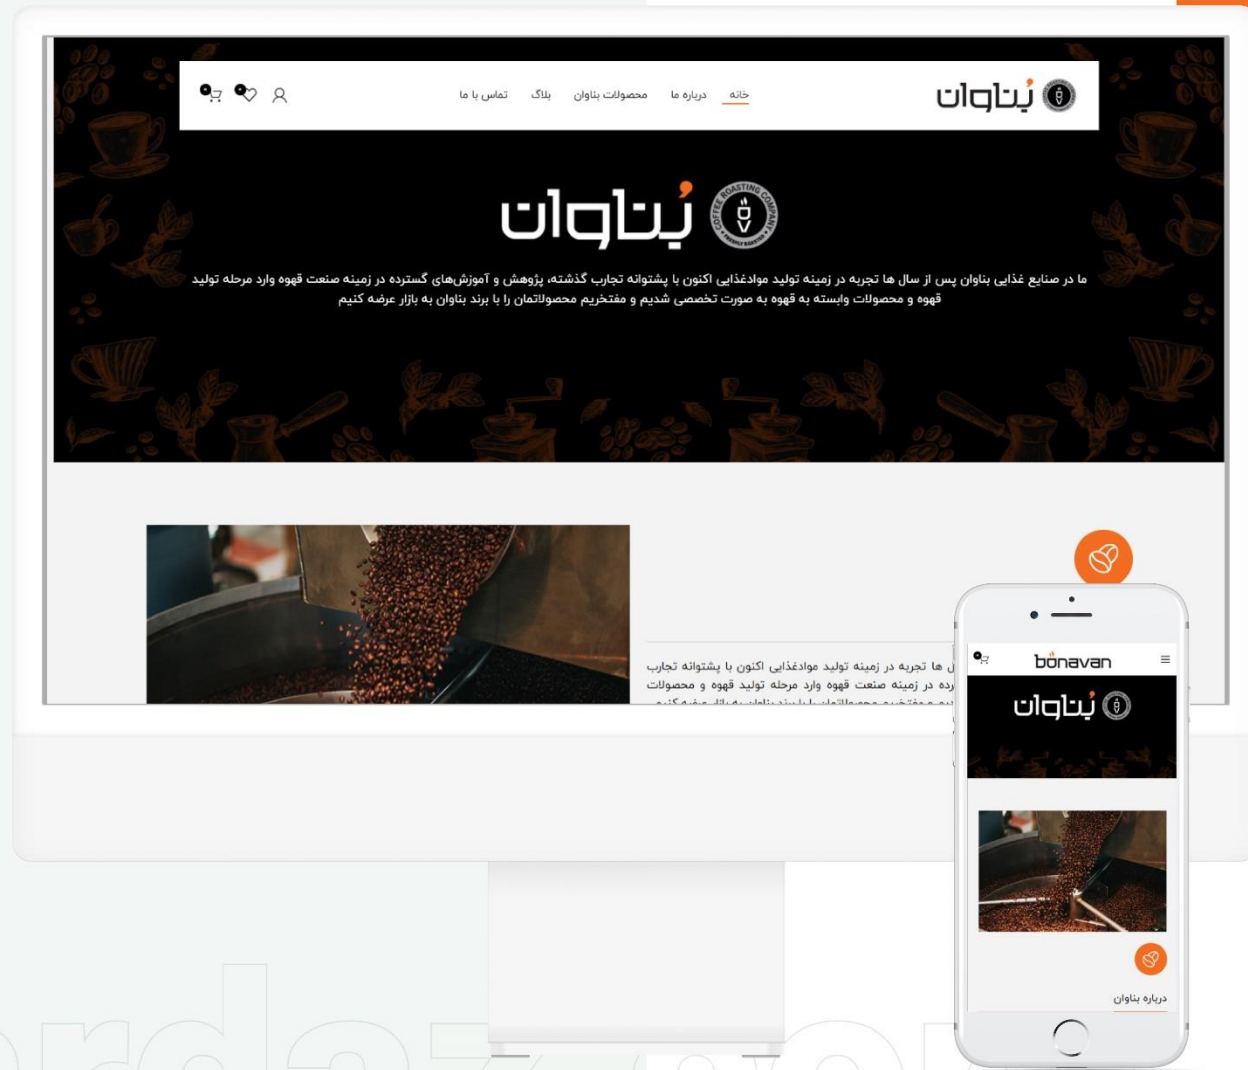 بُناوان
خانه درباره ما محصولات بناوان بلاگ تماس با ما
COFFEE ROASTING COMPANY
بُناوان
ما در صنایع غذایی بناوان پس از سال ها تجربه در زمینه تولید موادغذایی اکنون با پشتوانه تجارب گذشته، پژوهش و آموزش‌های گسترده در زمینه صنعت قهوه وارد مرحله تولید
قهوه و محصولات وابسته به قهوه به صورت تخصصی شدیم و مفتخریم محصولاتمان را با برند بناوان به بازار عرضه کنیم
ها تجربه در زمینه تولید موادغذایی اکنون با پشتوانه تجارب
در زمینه صنعت قهوه وارد مرحله تولید قهوه و محصولات
bonavan
بُناوان
درباره بناوان